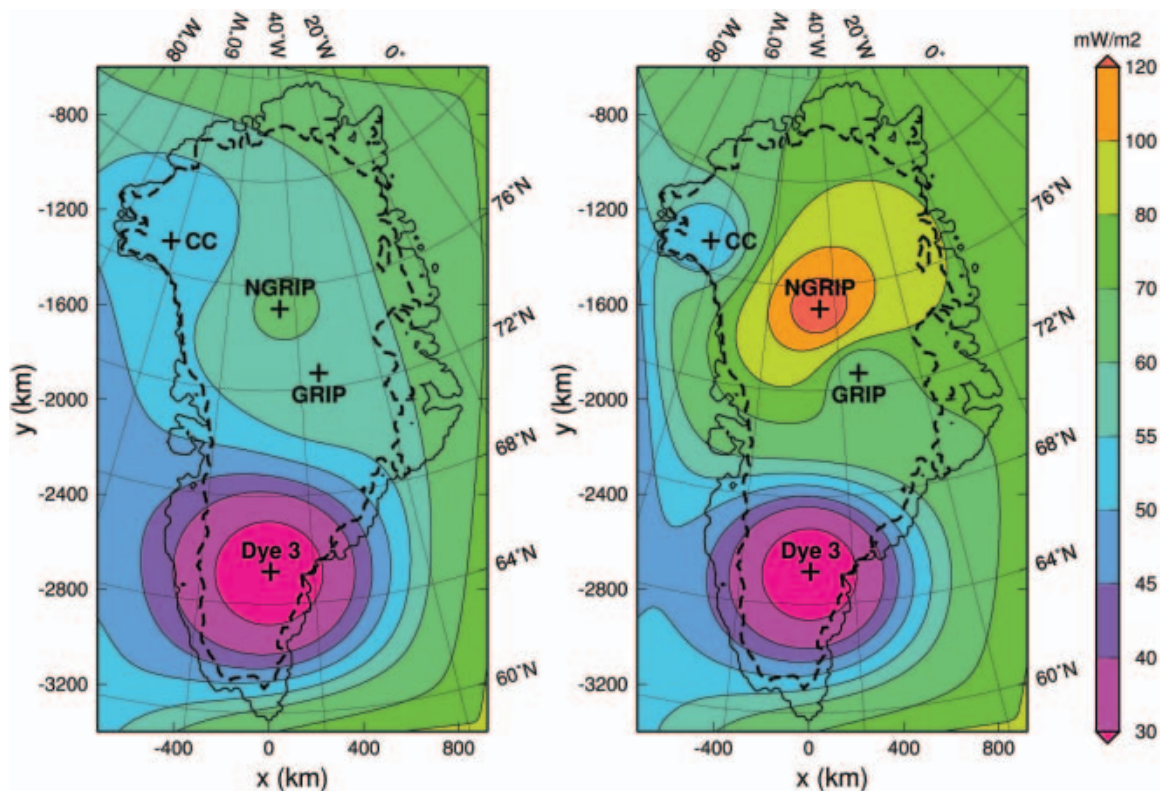 80°W 60°W 40°W 20°W 0°
80°W 60°W 40°W 20°W 0°
mW/m2
y (km)
-800
-1200
-1600
-2000
-2400
-2800
-3200
CC
NGRIP
GRIP
Dye 3
76°N
72°N
68°N
64°N
60°N
-400 0 400 800
x (km)
y (km)
-800
-1200
-1600
-2000
-2400
-2800
-3200
CC
NGRIP
GRIP
Dye 3
76°N
72°N
68°N
64°N
60°N
-400 0 400 800
x (km)
120
100
80
70
60
55
50
45
40
30